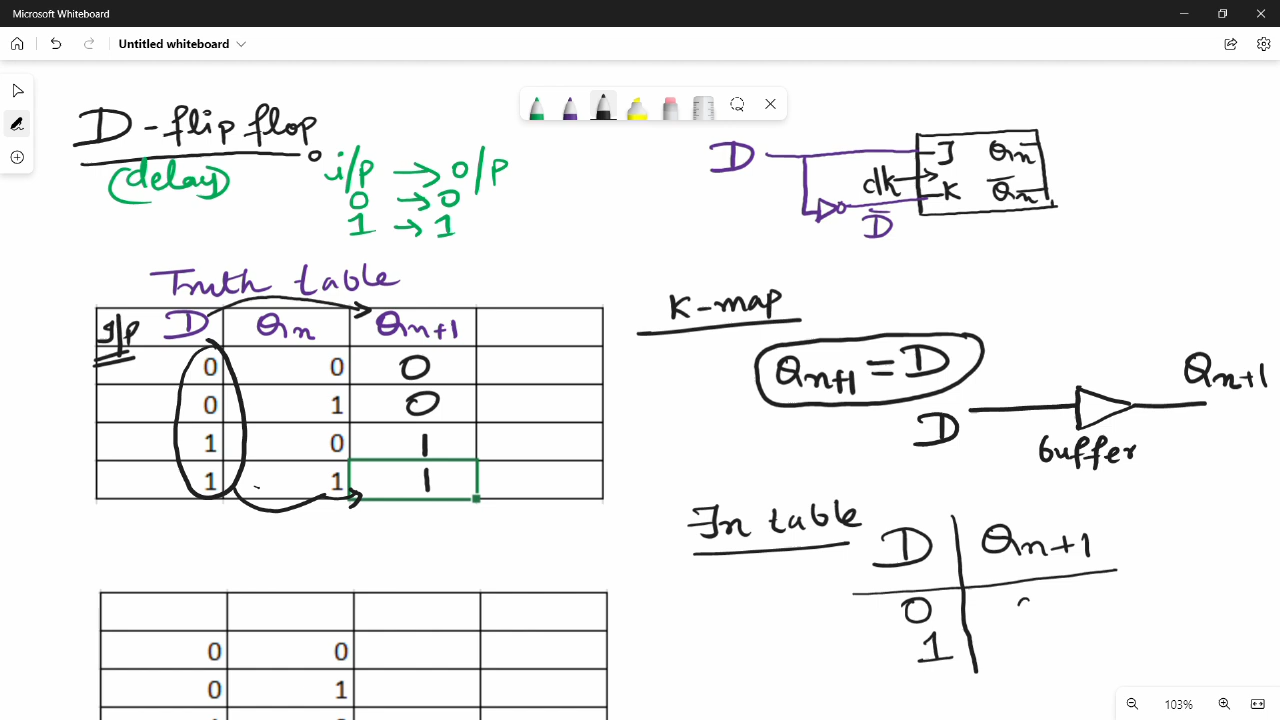 Microsoft Whiteboard
Untitled whiteboard
D - flip flop
(delay)
i/p → o/p
0 → 0
1 → 1
Truth table
I/p D Qn Qn+1
0 0 0
0 1 0
1 0 1
1 1 1
0 0
0 1
D J Qn
clk
K Q̅n
D̅
K-map
Qn+1 = D
Qn+1
D
buffer
Fn table
D Qn+1
0
1
103%